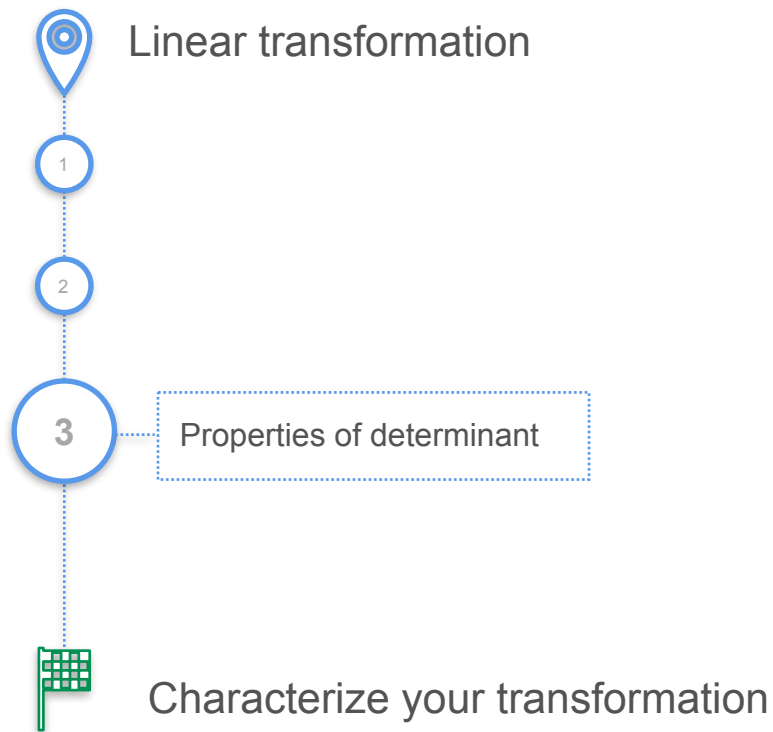 Linear transformation
1
2
3
Properties of determinant
Characterize your transformation